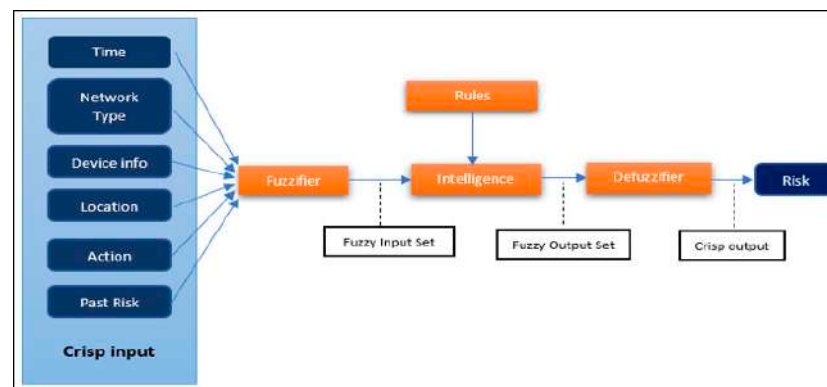 Time
Network
Type
Device info
Location
Action
Past Risk
Crisp input
Rules
Fuzzifier
Intelligence
Defuzzifier
Risk
Fuzzy Input Set
Fuzzy Output Set
Crisp output